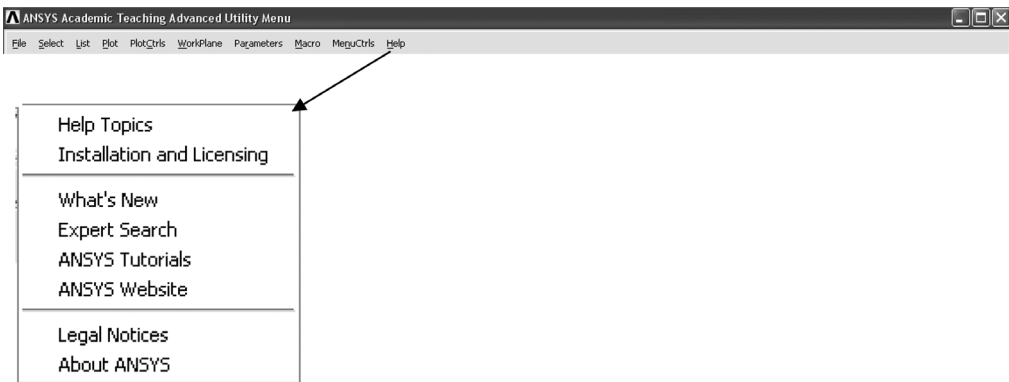 ANSYS Academic Teaching Advanced Utility Menu
File Select List Plot PlotCtrls WorkPlane Parameters Macro MenuCtrls Help
Help Topics
Installation and Licensing
What's New
Expert Search
ANSYS Tutorials
ANSYS Website
Legal Notices
About ANSYS